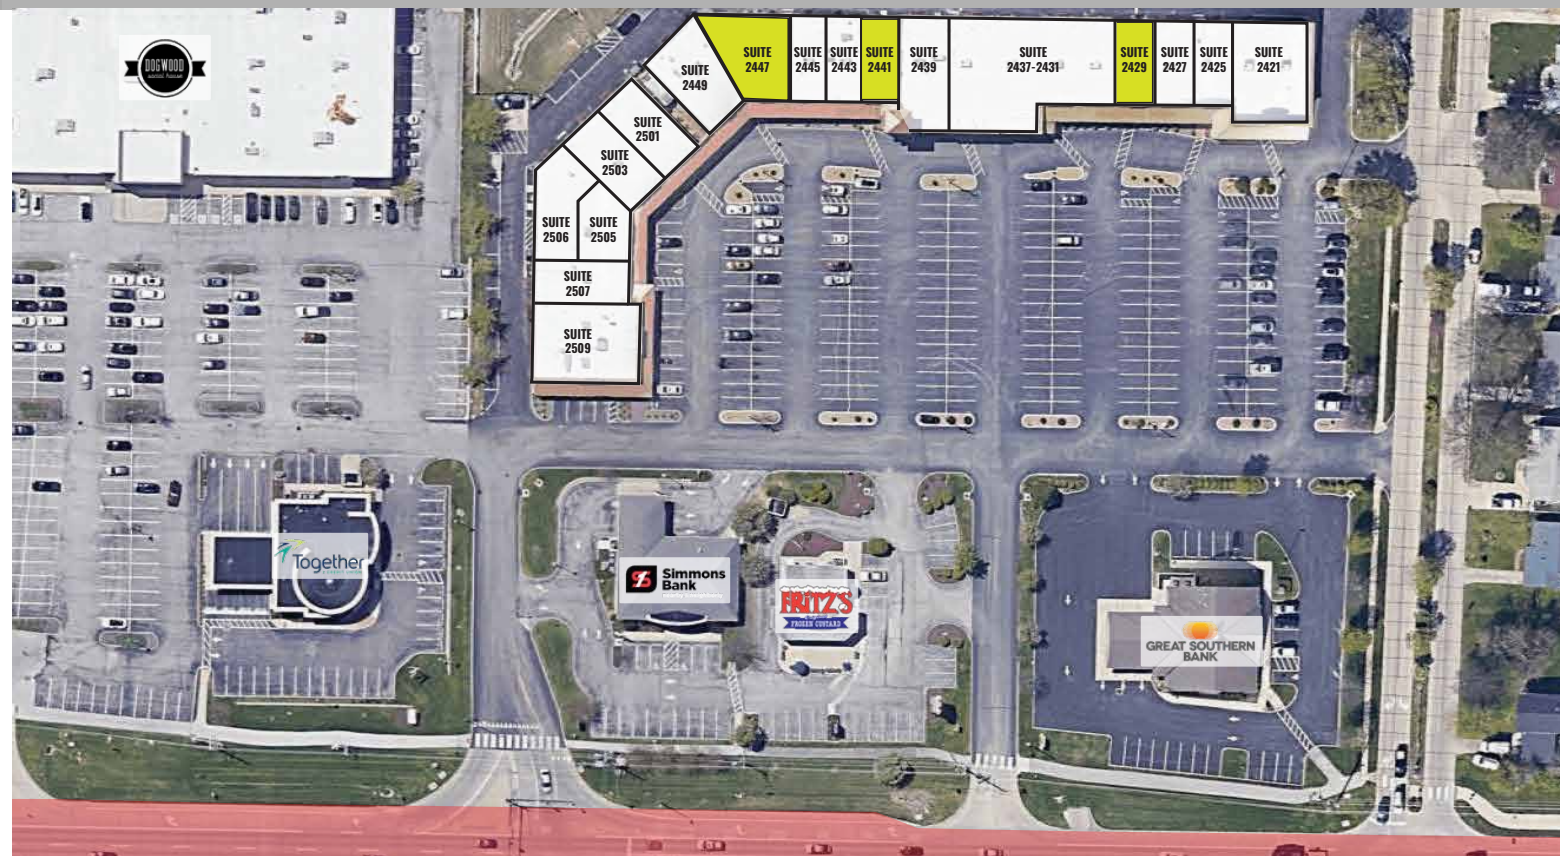 DOGWOOD
SUITE
2449
SUITE
2447
SUITE
2445
SUITE
2443
SUITE
2441
SUITE
2439
SUITE
2437-2431
SUITE
2429
SUITE
2427
SUITE
2425
SUITE
2421
SUITE
2501
SUITE
2503
SUITE
2506
SUITE
2505
SUITE
2507
SUITE
2509
Together
Simmons
Bank
FRITZ'S
FROZEN CUSTARD
GREAT SOUTHERN
BANK